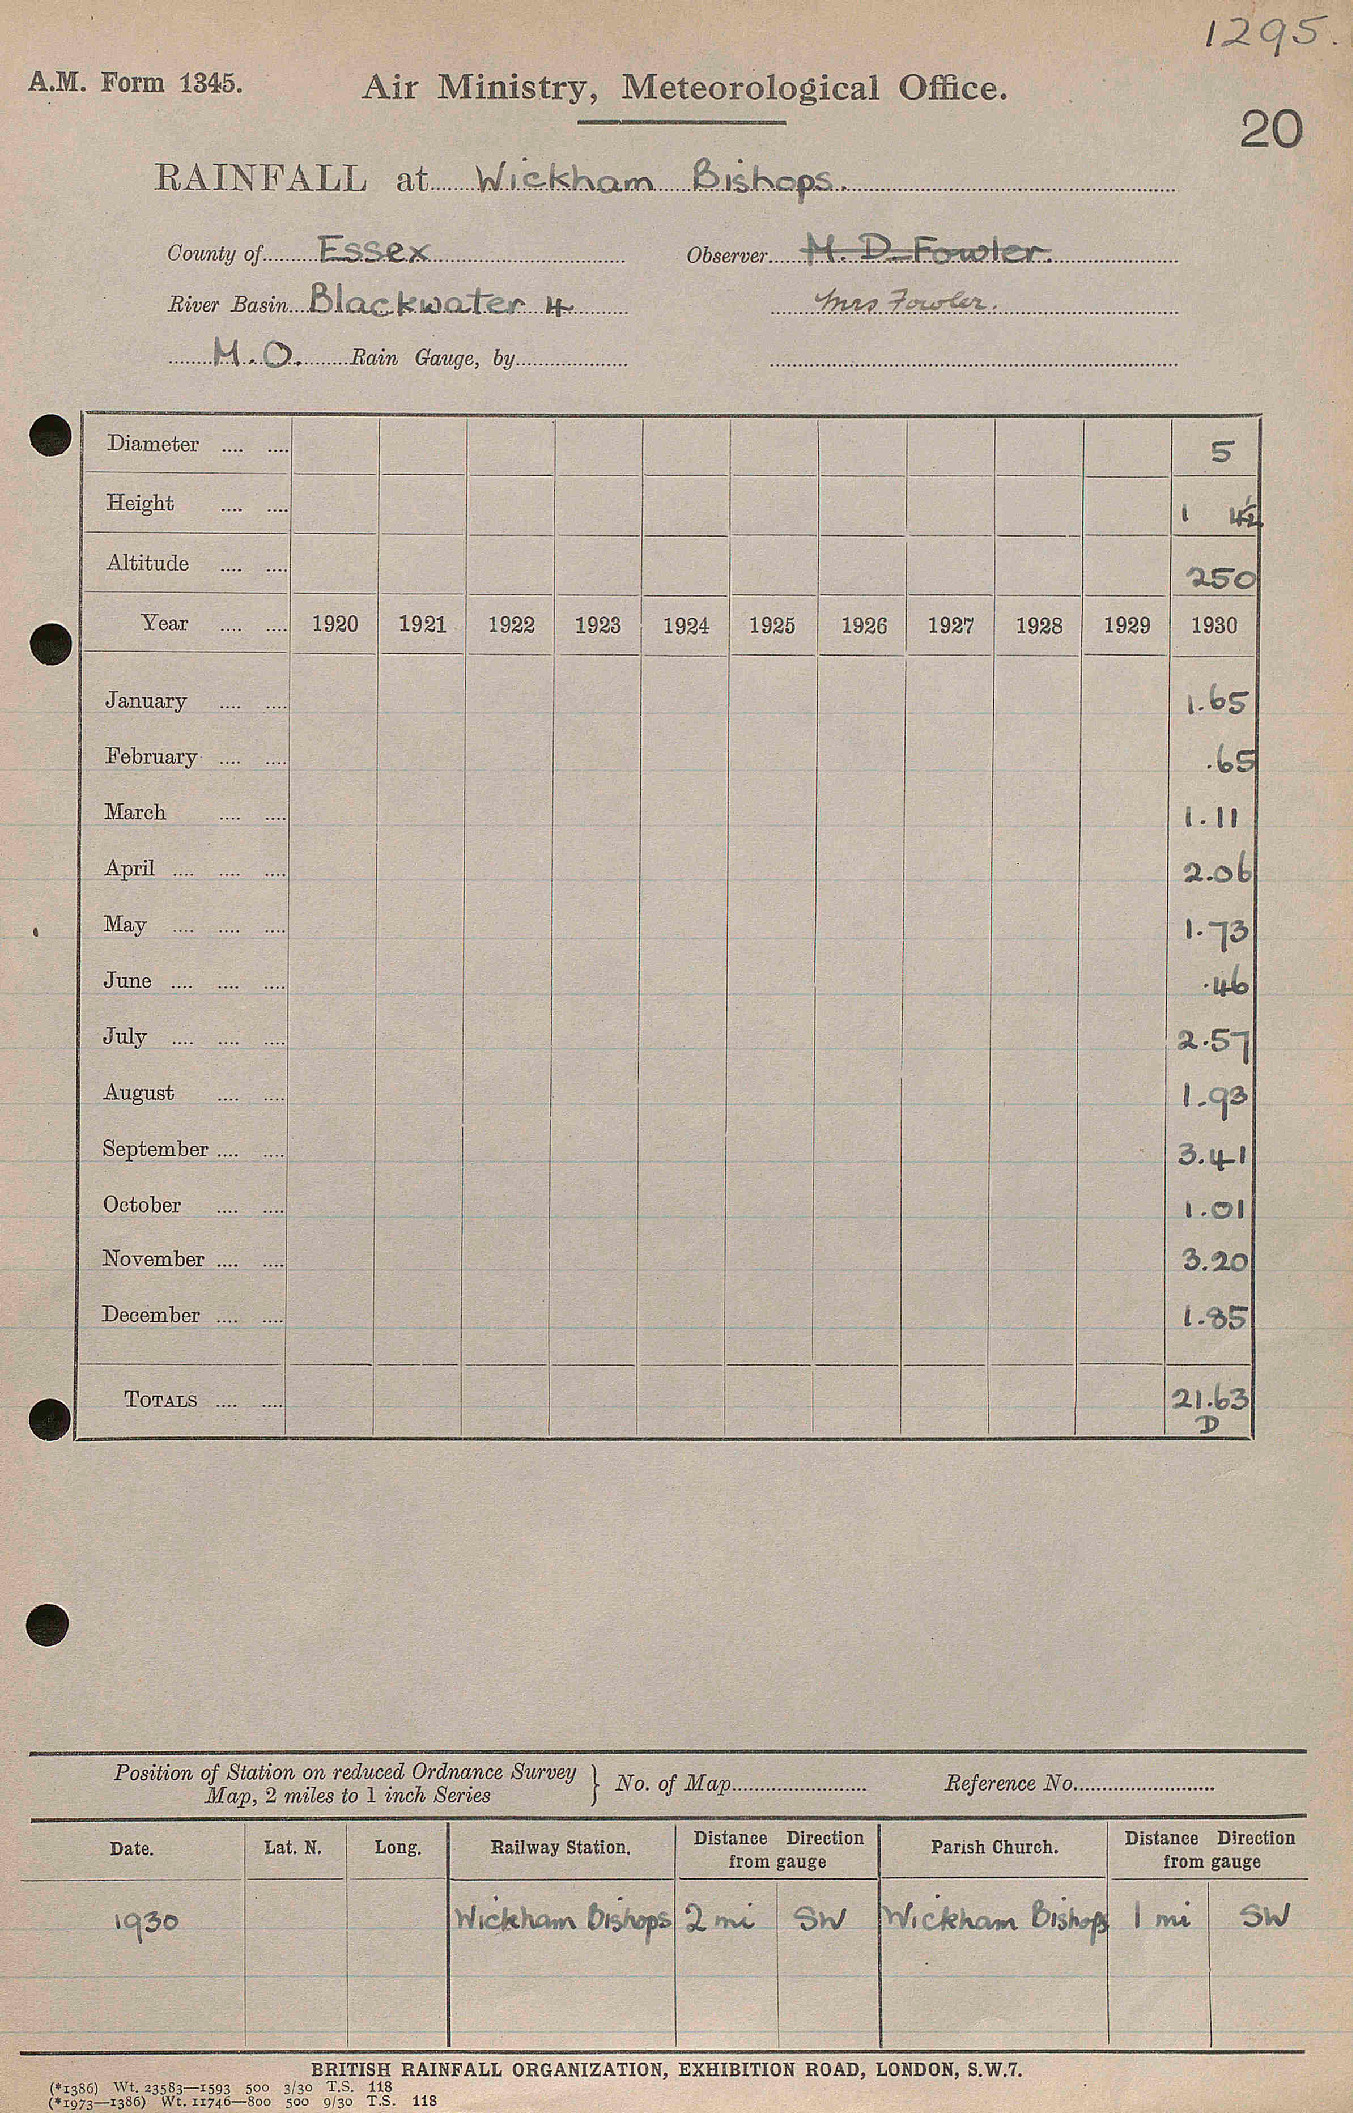 1295.
A.M. Form 1345. Air Ministry, Meteorological Office.
20
RAINFALL at Wickham Bishops.
County of Essex Observer M. D. Fowler.
River Basin Blackwater 4 Mrs Fowler.
M.O. Rain Gauge, by
Diameter .... .... 5
Height .... .... 1 4½
Altitude .... .... 250
Year .... .... 1920 1921 1922 1923 1924 1925 1926 1927 1928 1929 1930
January .... .... 1.65
February .... .... .65
March .... .... 1.11
April .... .... .... 2.06
May .... .... .... 1.73
June .... .... .... .46
July .... .... .... 2.57
August .... .... 1.93
September .... .... 3.41
October .... .... 1.01
November .... .... 3.20
December .... .... 1.85
TOTALS .... .... 21.63
D
Position of Station on reduced Ordnance Survey
Map, 2 miles to 1 inch Series } No. of Map Reference No.
Date. Lat. N. Long. Railway Station. Distance Direction from gauge Parish Church. Distance Direction from gauge
1930 Wickham Bishops 2 mi SW Wickham Bishops 1 mi SW
BRITISH RAINFALL ORGANIZATION, EXHIBITION ROAD, LONDON, S.W.7.
(*1386) Wt. 23583—1593 500 3/30 T.S. 118
(*1973—1386) Wt. 11746—800 500 9/30 T.S. 118